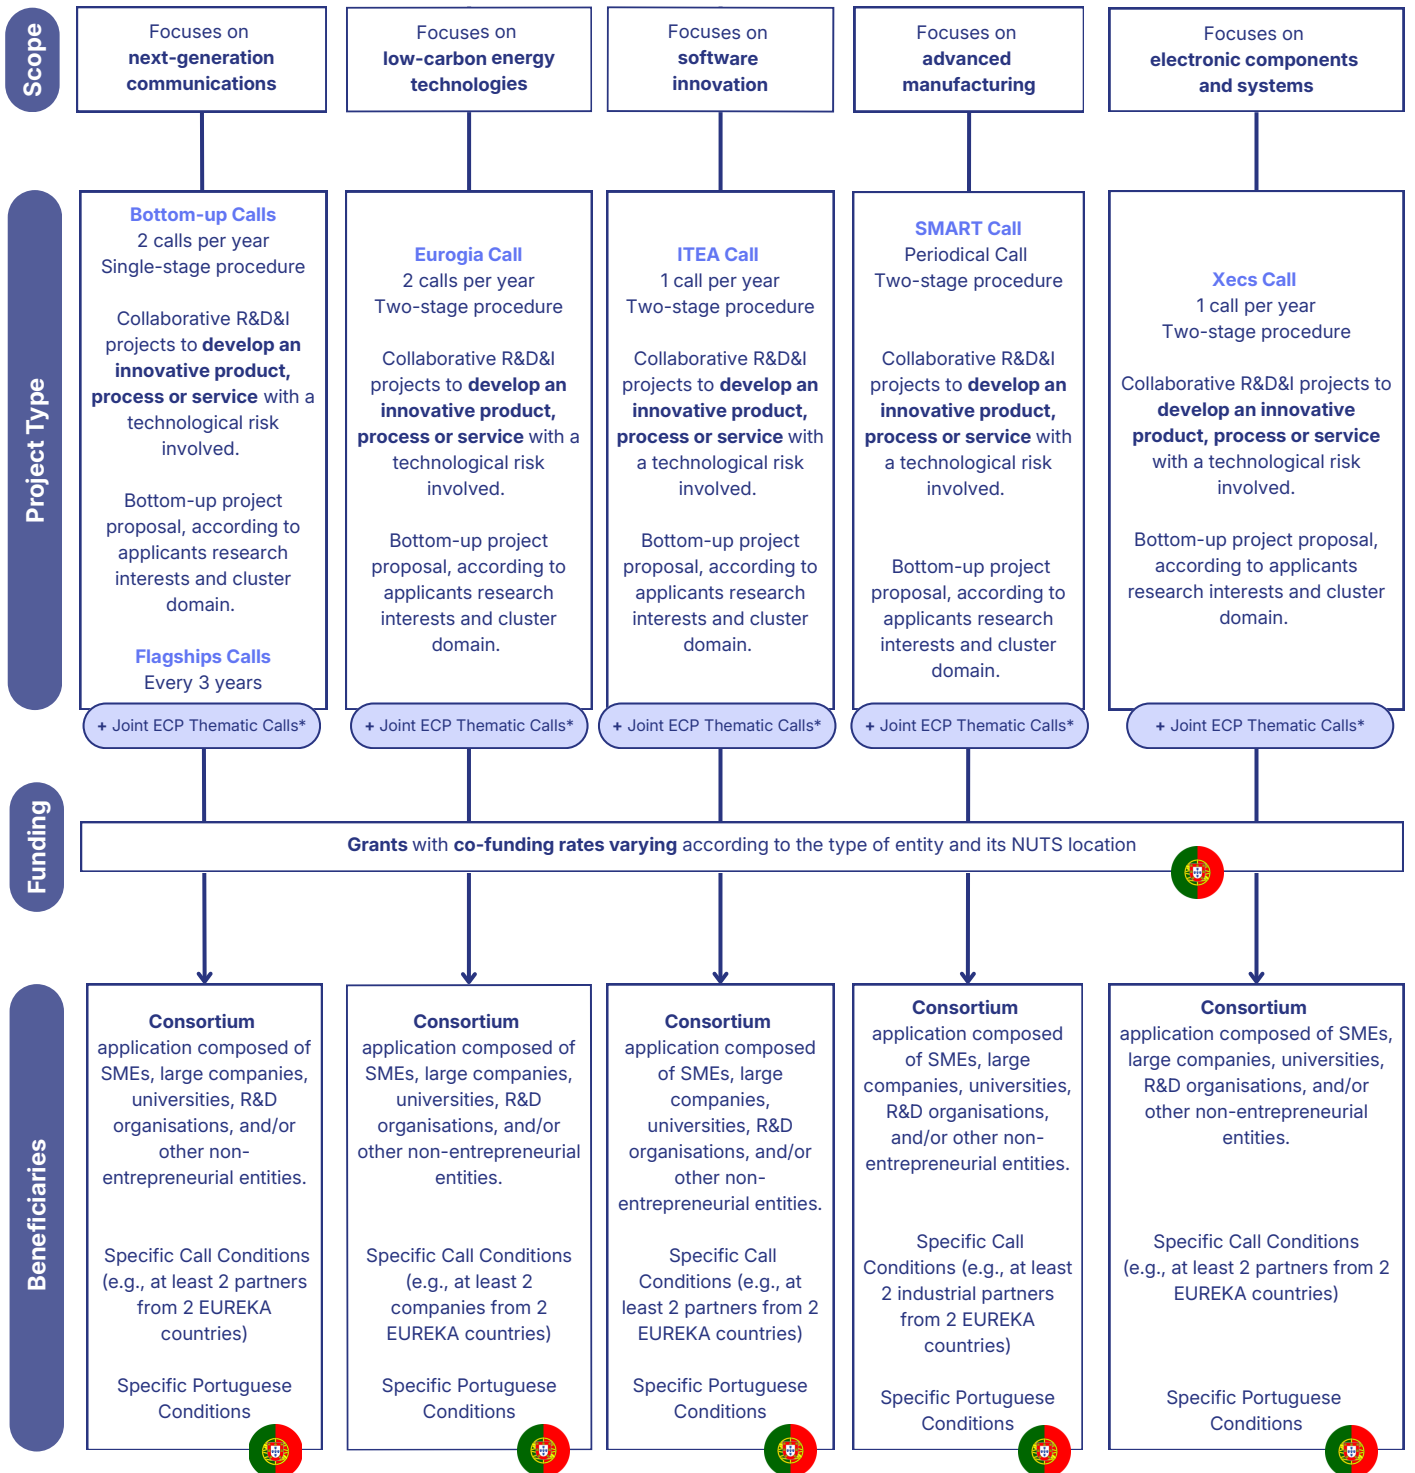 Scope
Focuses on
next-generation
communications
Focuses on
low-carbon energy
technologies
Focuses on
software
innovation
Focuses on
advanced
manufacturing
Focuses on
electronic components
and systems
Project Type
Bottom-up Calls
2 calls per year
Single-stage procedure
Collaborative R&D&I
projects to develop an
innovative product,
process or service with a
technological risk
involved.
Bottom-up project
proposal, according to
applicants research
interests and cluster
domain.
Flagships Calls
Every 3 years
+ Joint ECP Thematic Calls*
Eurogia Call
2 calls per year
Two-stage procedure
Collaborative R&D&I
projects to develop an
innovative product,
process or service with a
technological risk
involved.
Bottom-up project
proposal, according to
applicants research
interests and cluster
domain.
+ Joint ECP Thematic Calls*
ITEA Call
1 call per year
Two-stage procedure
Collaborative R&D&I
projects to develop an
innovative product,
process or service with
a technological risk
involved.
Bottom-up project
proposal, according to
applicants research
interests and cluster
domain.
+ Joint ECP Thematic Calls*
SMART Call
Periodical Call
Two-stage procedure
Collaborative R&D&I
projects to develop an
innovative product,
process or service with
a technological risk
involved.
Bottom-up project
proposal, according to
applicants research
interests and cluster
domain.
+ Joint ECP Thematic Calls*
Xecs Call
1 call per year
Two-stage procedure
Collaborative R&D&I projects to
develop an innovative
product, process or service
with a technological risk
involved.
Bottom-up project proposal,
according to applicants
research interests and cluster
domain.
+ Joint ECP Thematic Calls*
Funding
Grants with co-funding rates varying according to the type of entity and its NUTS location
Beneficiaries
Consortium
application composed of
SMEs, large companies,
universities, R&D
organisations, and/or
other non-
entrepreneurial entities.
Specific Call Conditions
(e.g., at least 2 partners
from 2 EUREKA
countries)
Specific Portuguese
Conditions
Consortium
application composed of
SMEs, large companies,
universities, R&D
organisations, and/or
other non-entrepreneurial
entities.
Specific Call Conditions
(e.g., at least 2
companies from 2
EUREKA countries)
Specific Portuguese
Conditions
Consortium
application composed
of SMEs, large
companies,
universities, R&D
organisations, and/or
other non-
entrepreneurial entities.
Specific Call
Conditions (e.g., at
least 2 partners from 2
EUREKA countries)
Specific Portuguese
Conditions
Consortium
application composed
of SMEs, large
companies, universities,
R&D organisations,
and/or other non-
entrepreneurial entities.
Specific Call
Conditions (e.g., at least
2 industrial partners
from 2 EUREKA
countries)
Specific Portuguese
Conditions
Consortium
application composed of SMEs,
large companies, universities,
R&D organisations, and/or
other non-entrepreneurial
entities.
Specific Call Conditions
(e.g., at least 2 partners from 2
EUREKA countries)
Specific Portuguese
Conditions